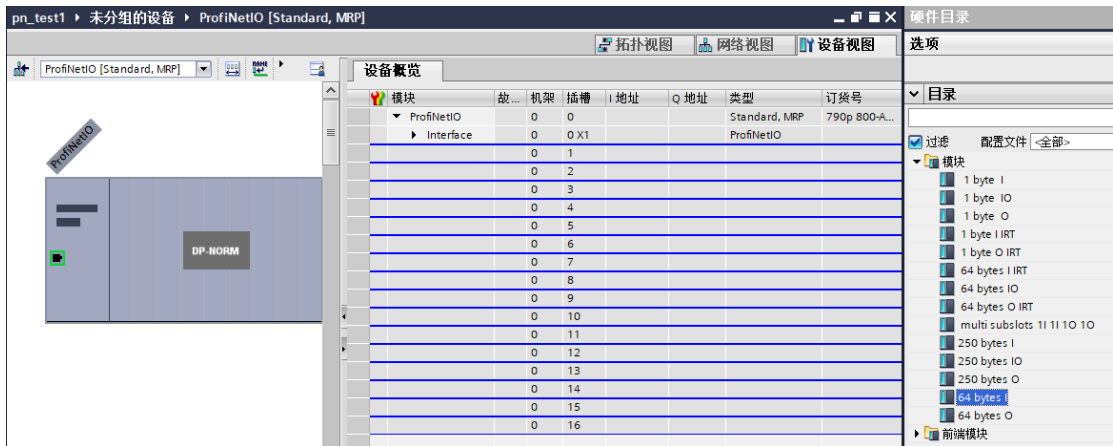 pn_test1 ▸ 未分组的设备 ▸ ProfiNetIO [Standard, MRP]
硬件目录
拓扑视图 网络视图 设备视图
选项
ProfiNetIO [Standard, MRP]
设备概览
目录
模块 故... 机架 插槽 I 地址 Q 地址 类型 订货号
ProfiNetIO 0 0 Standard, MRP 790p 800-A...
Interface 0 0 X1 ProfiNetIO
0 1
0 2
0 3
0 4
0 5
0 6
0 7
0 8
0 9
0 10
0 11
0 12
0 13
0 14
0 15
0 16
ProfiNetIO
DP-NORM
过滤 配置文件 <全部>
模块
1 byte I
1 byte IO
1 byte O
1 byte I IRT
1 byte O IRT
64 bytes I IRT
64 bytes IO
64 bytes O IRT
multi subslots 1I 1I 1O 1O
250 bytes I
250 bytes IO
250 bytes O
64 bytes I
64 bytes O
前端模块